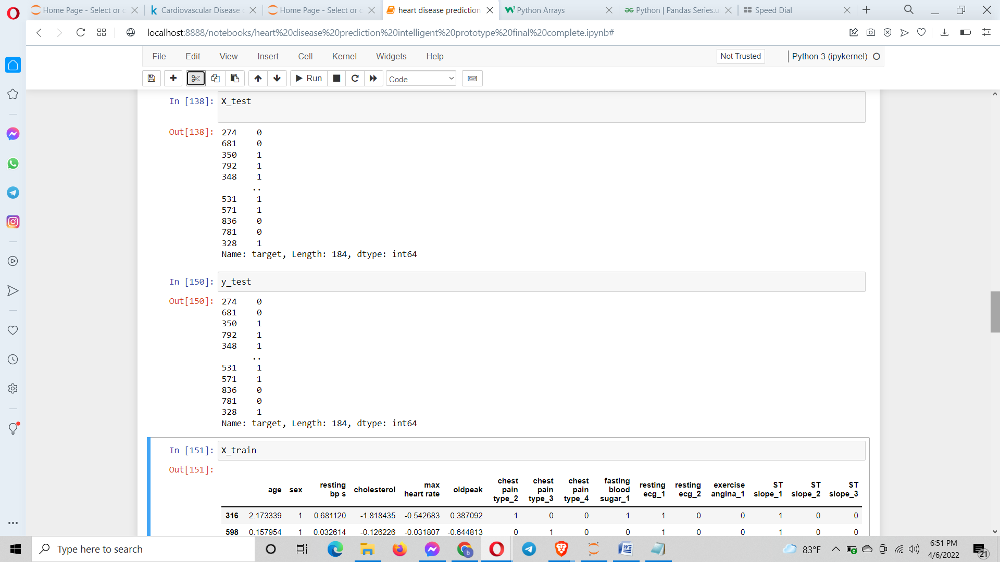 Home Page - Select or c
Cardiovascular Disease
Home Page - Select or c
heart disease prediction
Python Arrays
Python | Pandas Series.u
Speed Dial
localhost:8888/notebooks/heart%20disease%20prediction%20intelligent%20prototype%20final%20complete.ipynb#
File Edit View Insert Cell Kernel Widgets Help Not Trusted Python 3 (ipykernel)
Run Code
In [138]: X_test
Out[138]: 274 0
681 0
350 1
792 1
348 1
..
531 1
571 1
836 0
781 0
328 1
Name: target, Length: 184, dtype: int64
In [150]: y_test
Out[150]: 274 0
681 0
350 1
792 1
348 1
..
531 1
571 1
836 0
781 0
328 1
Name: target, Length: 184, dtype: int64
In [151]: X_train
Out[151]:
age sex resting bp s cholesterol max heart rate oldpeak chest pain type_2 chest pain type_3 chest pain type_4 fasting blood sugar_1 resting ecg_1 resting ecg_2 exercise angina_1 ST slope_1 ST slope_2 ST slope_3
316 2.173339 1 0.681120 -1.818435 -0.542683 0.387092 1 0 0 1 1 0 0 1 0 0
598 0.157954 1 0.032614 -0.126226 -0.031807 -0.644813 0 1 0 0 1 0 0 1 0 0
Type here to search
83°F
6:51 PM
4/6/2022
21